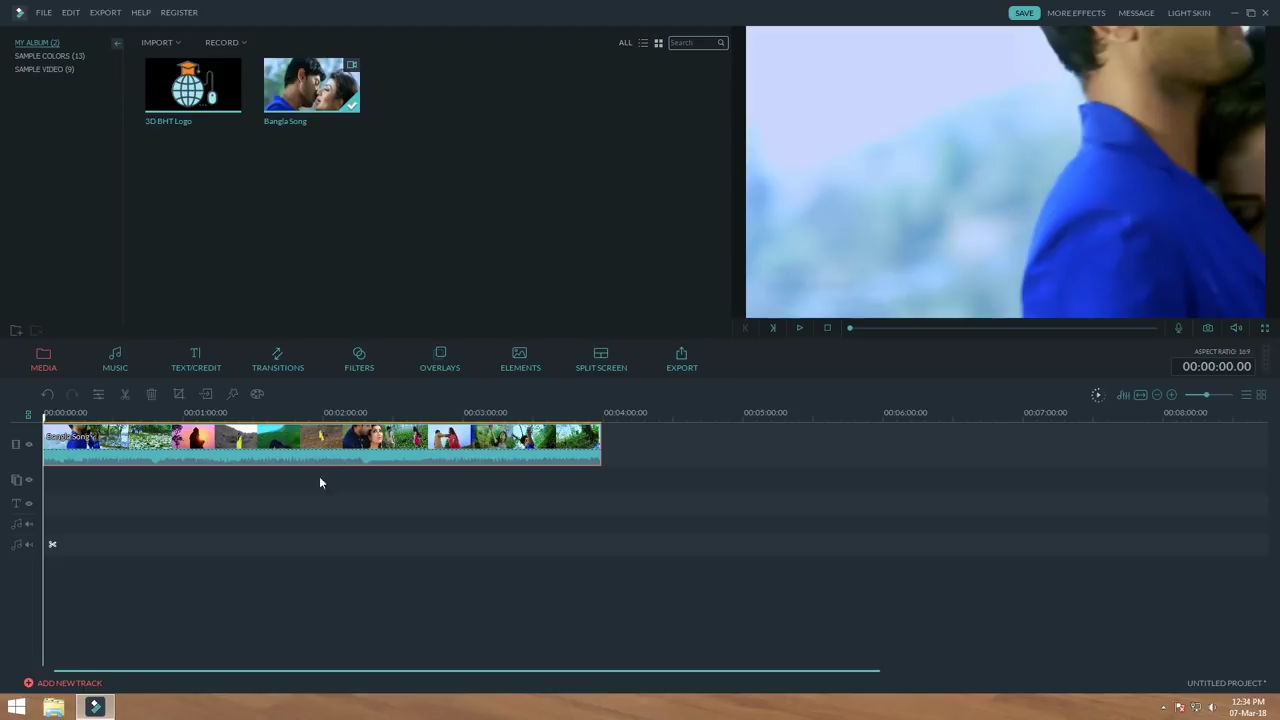 FILE EDIT EXPORT HELP REGISTER
SAVE MORE EFFECTS MESSAGE LIGHT SKIN
MY ALBUM (2)
SAMPLE COLORS (13)
SAMPLE VIDEO (9)
IMPORT RECORD ALL Search
3D BHT Logo Bangla Song
ASPECT RATIO: 16:9
00:00:00.00
MEDIA MUSIC TEXT/CREDIT TRANSITIONS FILTERS OVERLAYS ELEMENTS SPLIT SCREEN EXPORT
00:00:00:00 00:01:00:00 00:02:00:00 00:03:00:00 00:04:00:00 00:05:00:00 00:06:00:00 00:07:00:00 00:08:00:00
Bangla Song
ADD NEW TRACK
UNTITLED PROJECT *
12:34 PM
07-Mar-18